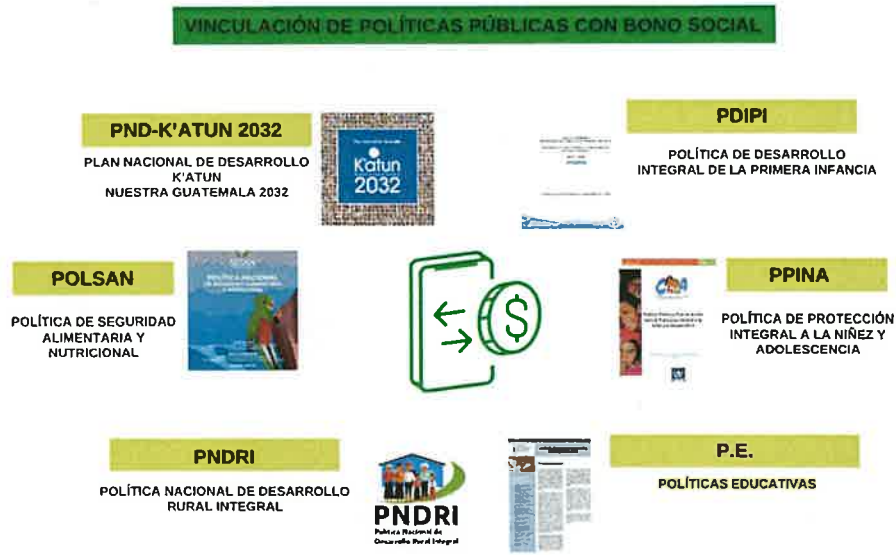 VINCULACIÓN DE POLÍTICAS PÚBLICAS CON BONO SOCIAL
PND-K'ATUN 2032
PLAN NACIONAL DE DESARROLLO
K'ATUN
NUESTRA GUATEMALA 2032
Katun
2032
PDIPI
POLÍTICA DE DESARROLLO
INTEGRAL DE LA PRIMERA INFANCIA
POLSAN
POLÍTICA DE SEGURIDAD
ALIMENTARIA Y
NUTRICIONAL
POLÍTICA NACIONAL
$
PPINA
POLÍTICA DE PROTECCIÓN
INTEGRAL A LA NIÑEZ Y
ADOLESCENCIA
PNDRI
POLÍTICA NACIONAL DE DESARROLLO
RURAL INTEGRAL
PNDRI
Política Nacional de
Desarrollo Rural Integral
P.E.
POLÍTICAS EDUCATIVAS